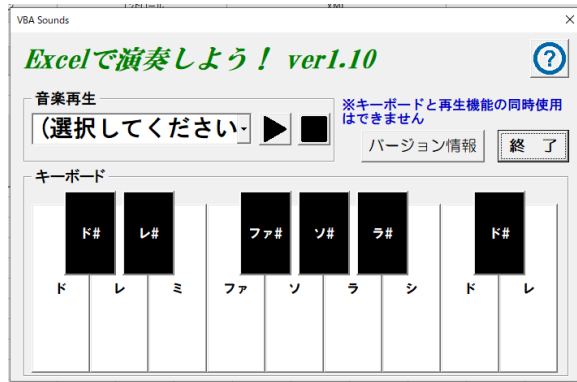 VBA Sounds
Excelで演奏しよう！ ver1.10
音楽再生
(選択してください
※キーボードと再生機能の同時使用
はできません
バージョン情報
終 了
キーボード
ド# レ# ファ# ソ# ラ# ド#
ド レ ミ ファ ソ ラ シ ド レ